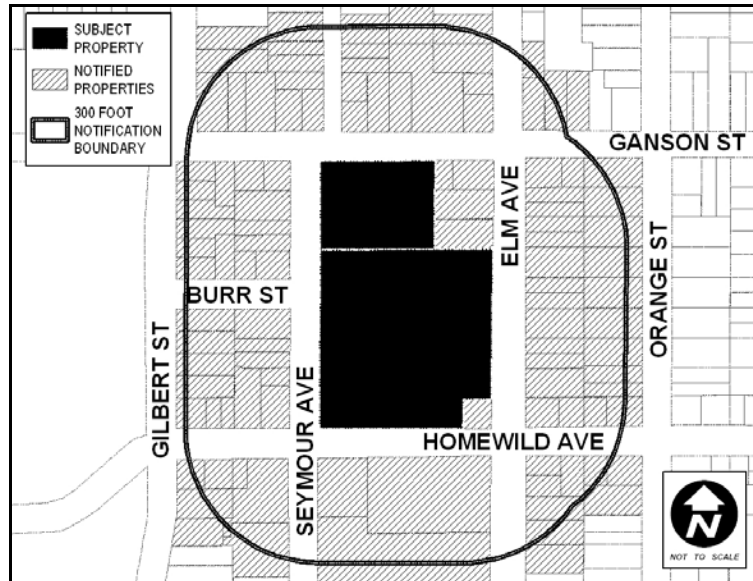 SUBJECT
PROPERTY
NOTIFIED
PROPERTIES
300 FOOT
NOTIFICATION
BOUNDARY
GANSON ST
ELM AVE
BURR ST
ORANGE ST
GILBERT ST
SEYMOUR AVE
HOMEWILD AVE
N
NOT TO SCALE